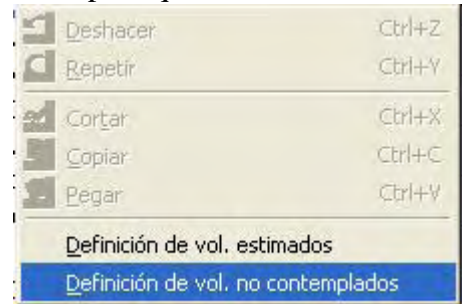 Deshacer Ctrl+Z
Repetir Ctrl+Y
Cortar Ctrl+X
Copiar Ctrl+C
Pegar Ctrl+V
Definición de vol. estimados
Definición de vol. no contemplados